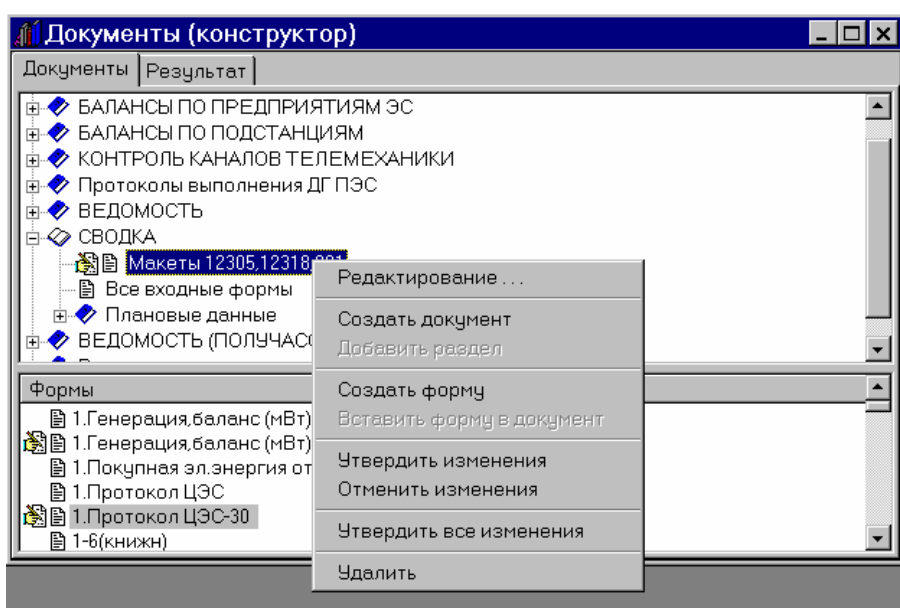 Документы (конструктор)
Документы Результат
БАЛАНСЫ ПО ПРЕДПРИЯТИЯМ ЭС
БАЛАНСЫ ПО ПОДСТАНЦИЯМ
КОНТРОЛЬ КАНАЛОВ ТЕЛЕМЕХАНИКИ
Протоколы выполнения ДГ ПЭС
ВЕДОМОСТЬ
СВОДКА
Макеты 12305,12318,
Все входные формы
Плановые данные
ВЕДОМОСТЬ (ПОЛУЧАС
Формы
1.Генерация,баланс (мВт)
1.Генерация,баланс (мВт)
1.Покупная эл.энергия от
1.Протокол ЦЭС
1.Протокол ЦЭС-30
1-6(книжн)
Редактирование . . .
Создать документ
Добавить раздел
Создать форму
Вставить форму в документ
Утвердить изменения
Отменить изменения
Утвердить все изменения
Удалить